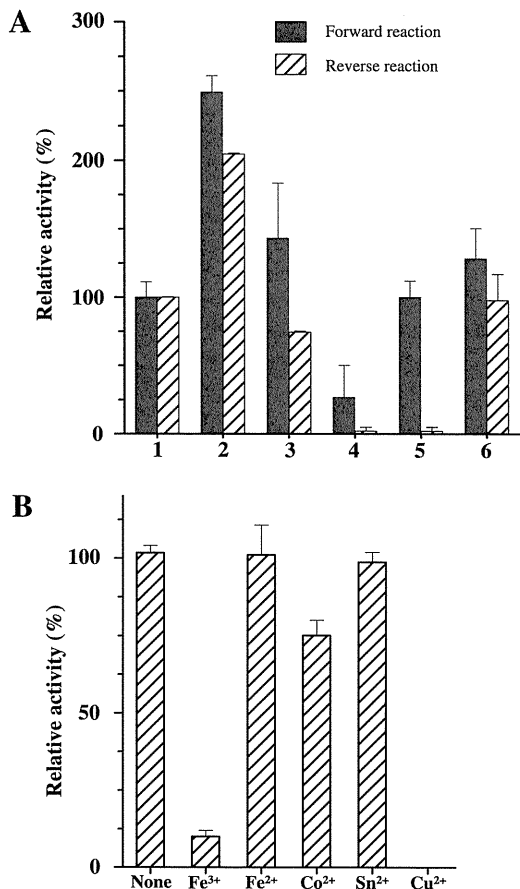 A
300
200
100
0
Relative activity (%)
Forward reaction
Reverse reaction
1 2 3 4 5 6
B
100
50
0
Relative activity (%)
None Fe³⁺ Fe²⁺ Co²⁺ Sn²⁺ Cu²⁺